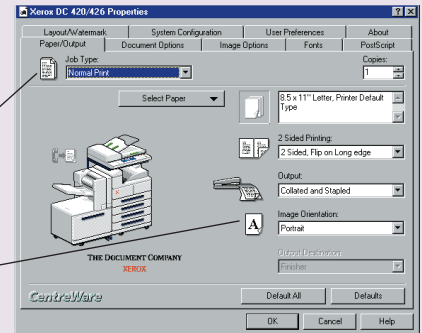 Xerox DC 420/426 Properties
Layout/Watermark System Configuration User Preferences About
Paper/Output Document Options Image Options Fonts PostScript
Job Type:
Normal Print
Copies:
1
Select Paper
8.5 x 11" Letter, Printer Default
Type
2 Sided Printing:
2 Sided, Flip on Long edge
Output:
Collated and Stapled
Image Orientation:
A
Portrait
THE DOCUMENT COMPANY
XEROX
Output Destination:
Finisher
CentreWare
Default All Defaults
OK Cancel Help